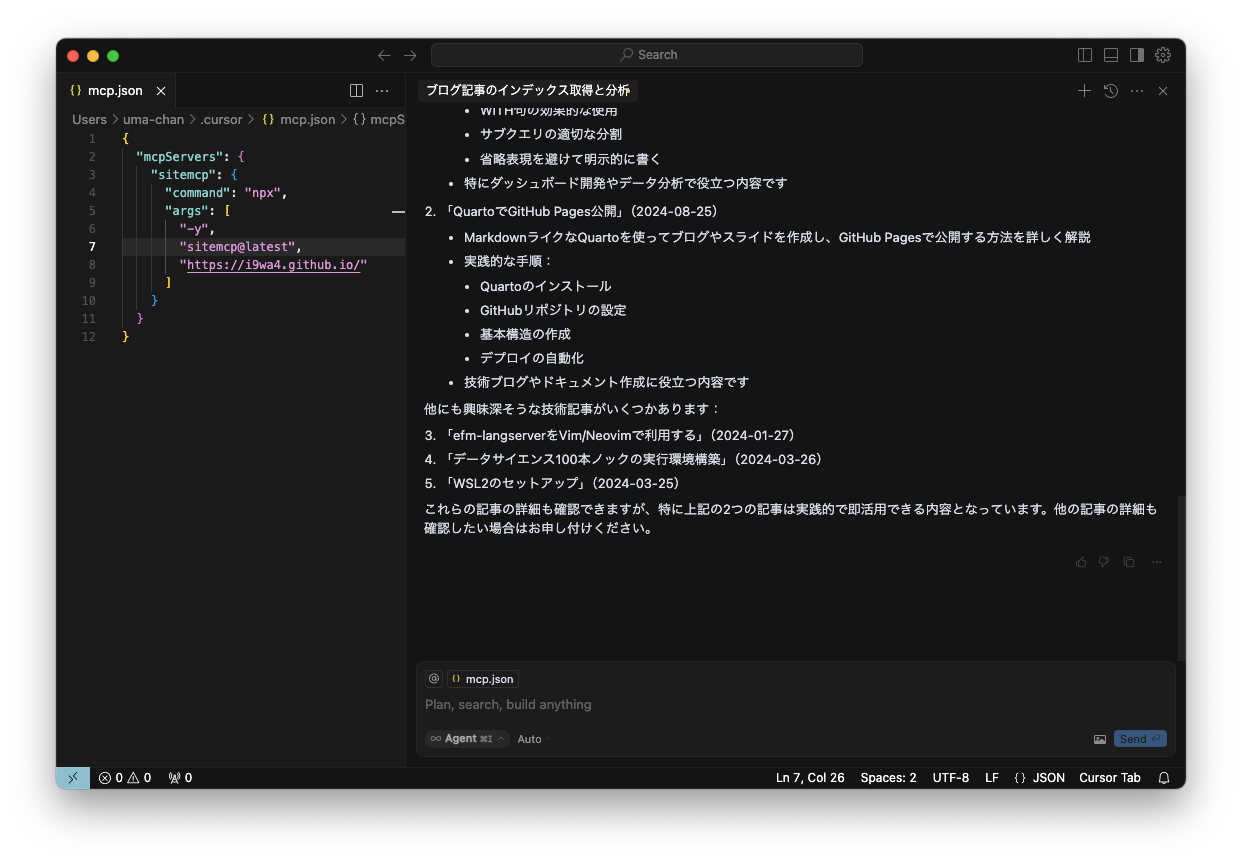 Search
mcp.json
Users > uma-chan > .cursor > {} mcp.json > {} mcpS
1 {
2 "mcpServers": {
3 "sitemcp": {
4 "command": "npx",
5 "args": [
6 "-y",
7 "sitemcp@latest",
8 "https://i9wa4.github.io/"
9 ]
10 }
11 }
12 }
ブログ記事のインデックス取得と分析
• WITH句の効果的な使用
• サブクエリの適切な分割
• 省略表現を避けて明示的に書く
• 特にダッシュボード開発やデータ分析で役立つ内容です
2. 「QuartoでGitHub Pages公開」（2024-08-25）
• MarkdownライクなQuartoを使ってブログやスライドを作成し、GitHub Pagesで公開する方法を詳しく解説
• 実践的な手順：
• Quartoのインストール
• GitHubリポジトリの設定
• 基本構造の作成
• デプロイの自動化
• 技術ブログやドキュメント作成に役立つ内容です
他にも興味深そうな技術記事がいくつかあります：
3. 「efm-langserverをVim/Neovimで利用する」（2024-01-27）
4. 「データサイエンス100本ノックの実行環境構築」（2024-03-26）
5. 「WSL2のセットアップ」（2024-03-25）
これらの記事の詳細も確認できますが、特に上記の2つの記事は実践的で即活用できる内容となっています。他の記事の詳細も
確認したい場合はお申し付けください。
@ {} mcp.json
Plan, search, build anything
∞ Agent ⌘I Auto
Send ⏎
0 0 0
Ln 7, Col 26 Spaces: 2 UTF-8 LF {} JSON Cursor Tab